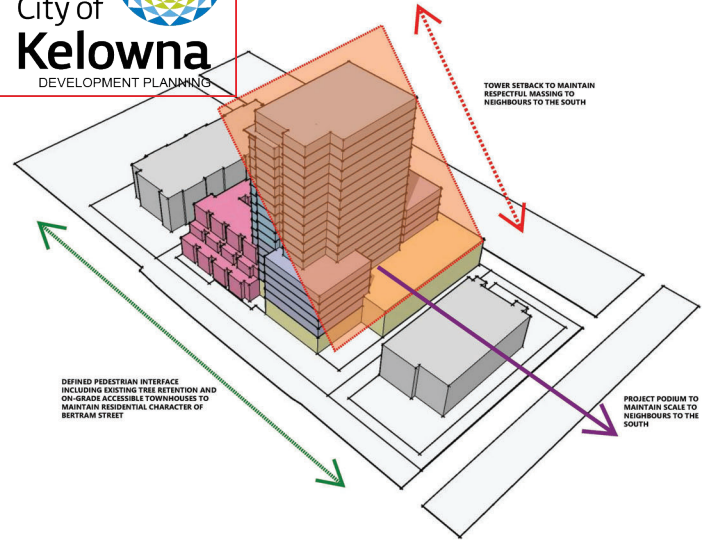 City of
Kelowna
DEVELOPMENT PLANNING
TOWER SETBACK TO MAINTAIN
RESPECTFUL MASSING TO
NEIGHBOURS TO THE SOUTH
DEFINED PEDESTRIAN INTERFACE
INCLUDING EXISTING TREE RETENTION AND
ON-GRADE ACCESSIBLE TOWNHOUSES TO
MAINTAIN RESIDENTIAL CHARACTER OF
BERTRAM STREET
PROJECT PODIUM TO
MAINTAIN SCALE TO
NEIGHBOURS TO THE
SOUTH